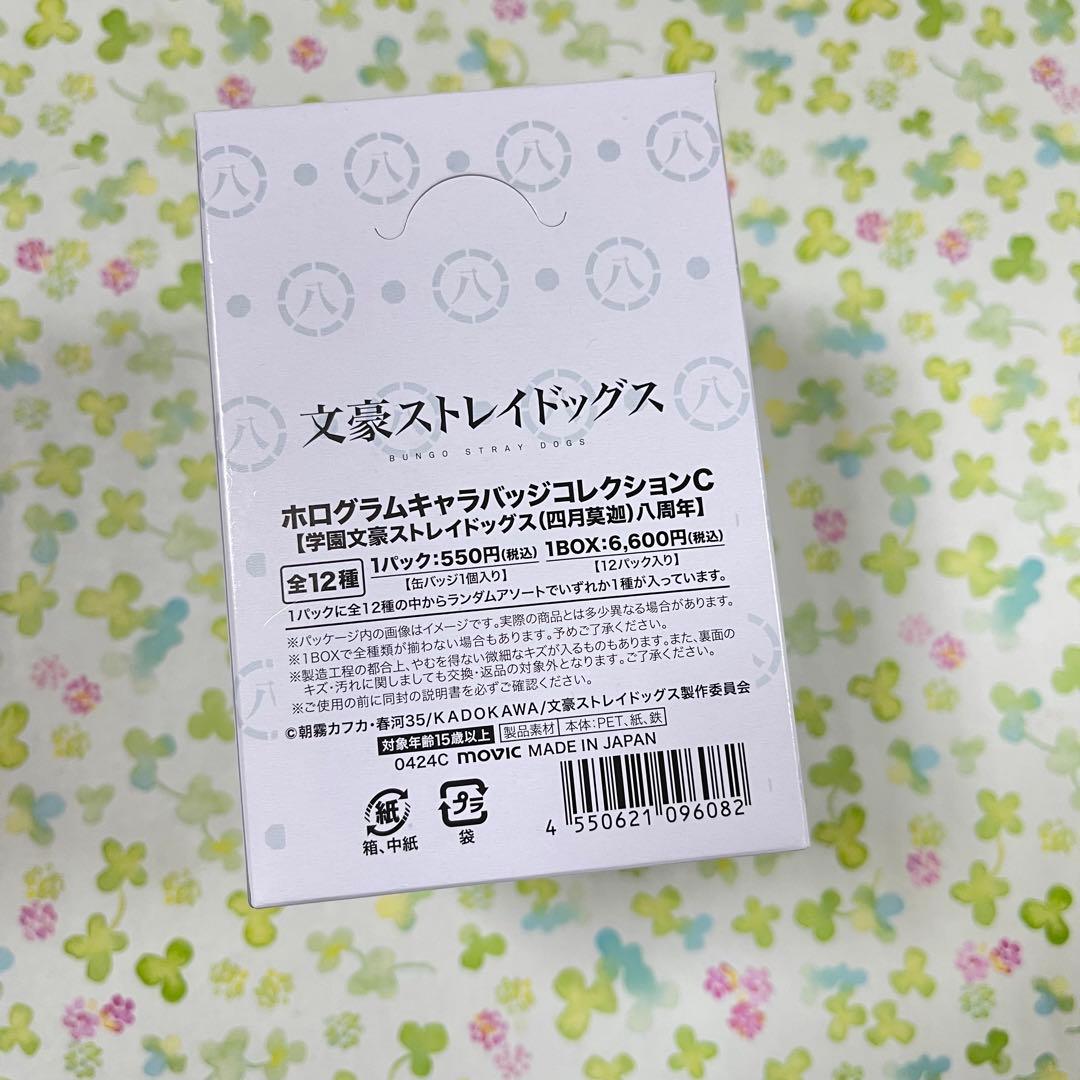 八 八 八 八
八 八 八
文豪ストレイドッグス
BUNGO STRAY DOGS
八 八
ホログラムキャラバッジコレクションC
【学園文豪ストレイドッグス(四月莫迦)八周年】
全12種
1パック:550円(税込) 1BOX:6,600円(税込)
【缶バッジ1個入り】 【12パック入り】
1パックに全12種の中からランダムアソートでいずれか1種が入っています。
※パッケージ内の画像はイメージです。実際の商品とは多少異なる場合があります。
※1BOXで全種類が揃わない場合もあります。予めご了承ください。
※製造工程の都合上、やむを得ない微細なキズが入るものもあります。また、裏面の
キズ・汚れに関しましても交換・返品の対象外となります。ご了承ください。
※ご使用の前に同封の説明書を必ずご確認ください。
©朝霧カフカ・春河35/KADOKAWA/文豪ストレイドッグス製作委員会
対象年齢15歳以上 製品素材 本体:PET、紙、鉄
0424C movic MADE IN JAPAN
紙 プラ
箱、中紙 袋
4 550621 096082